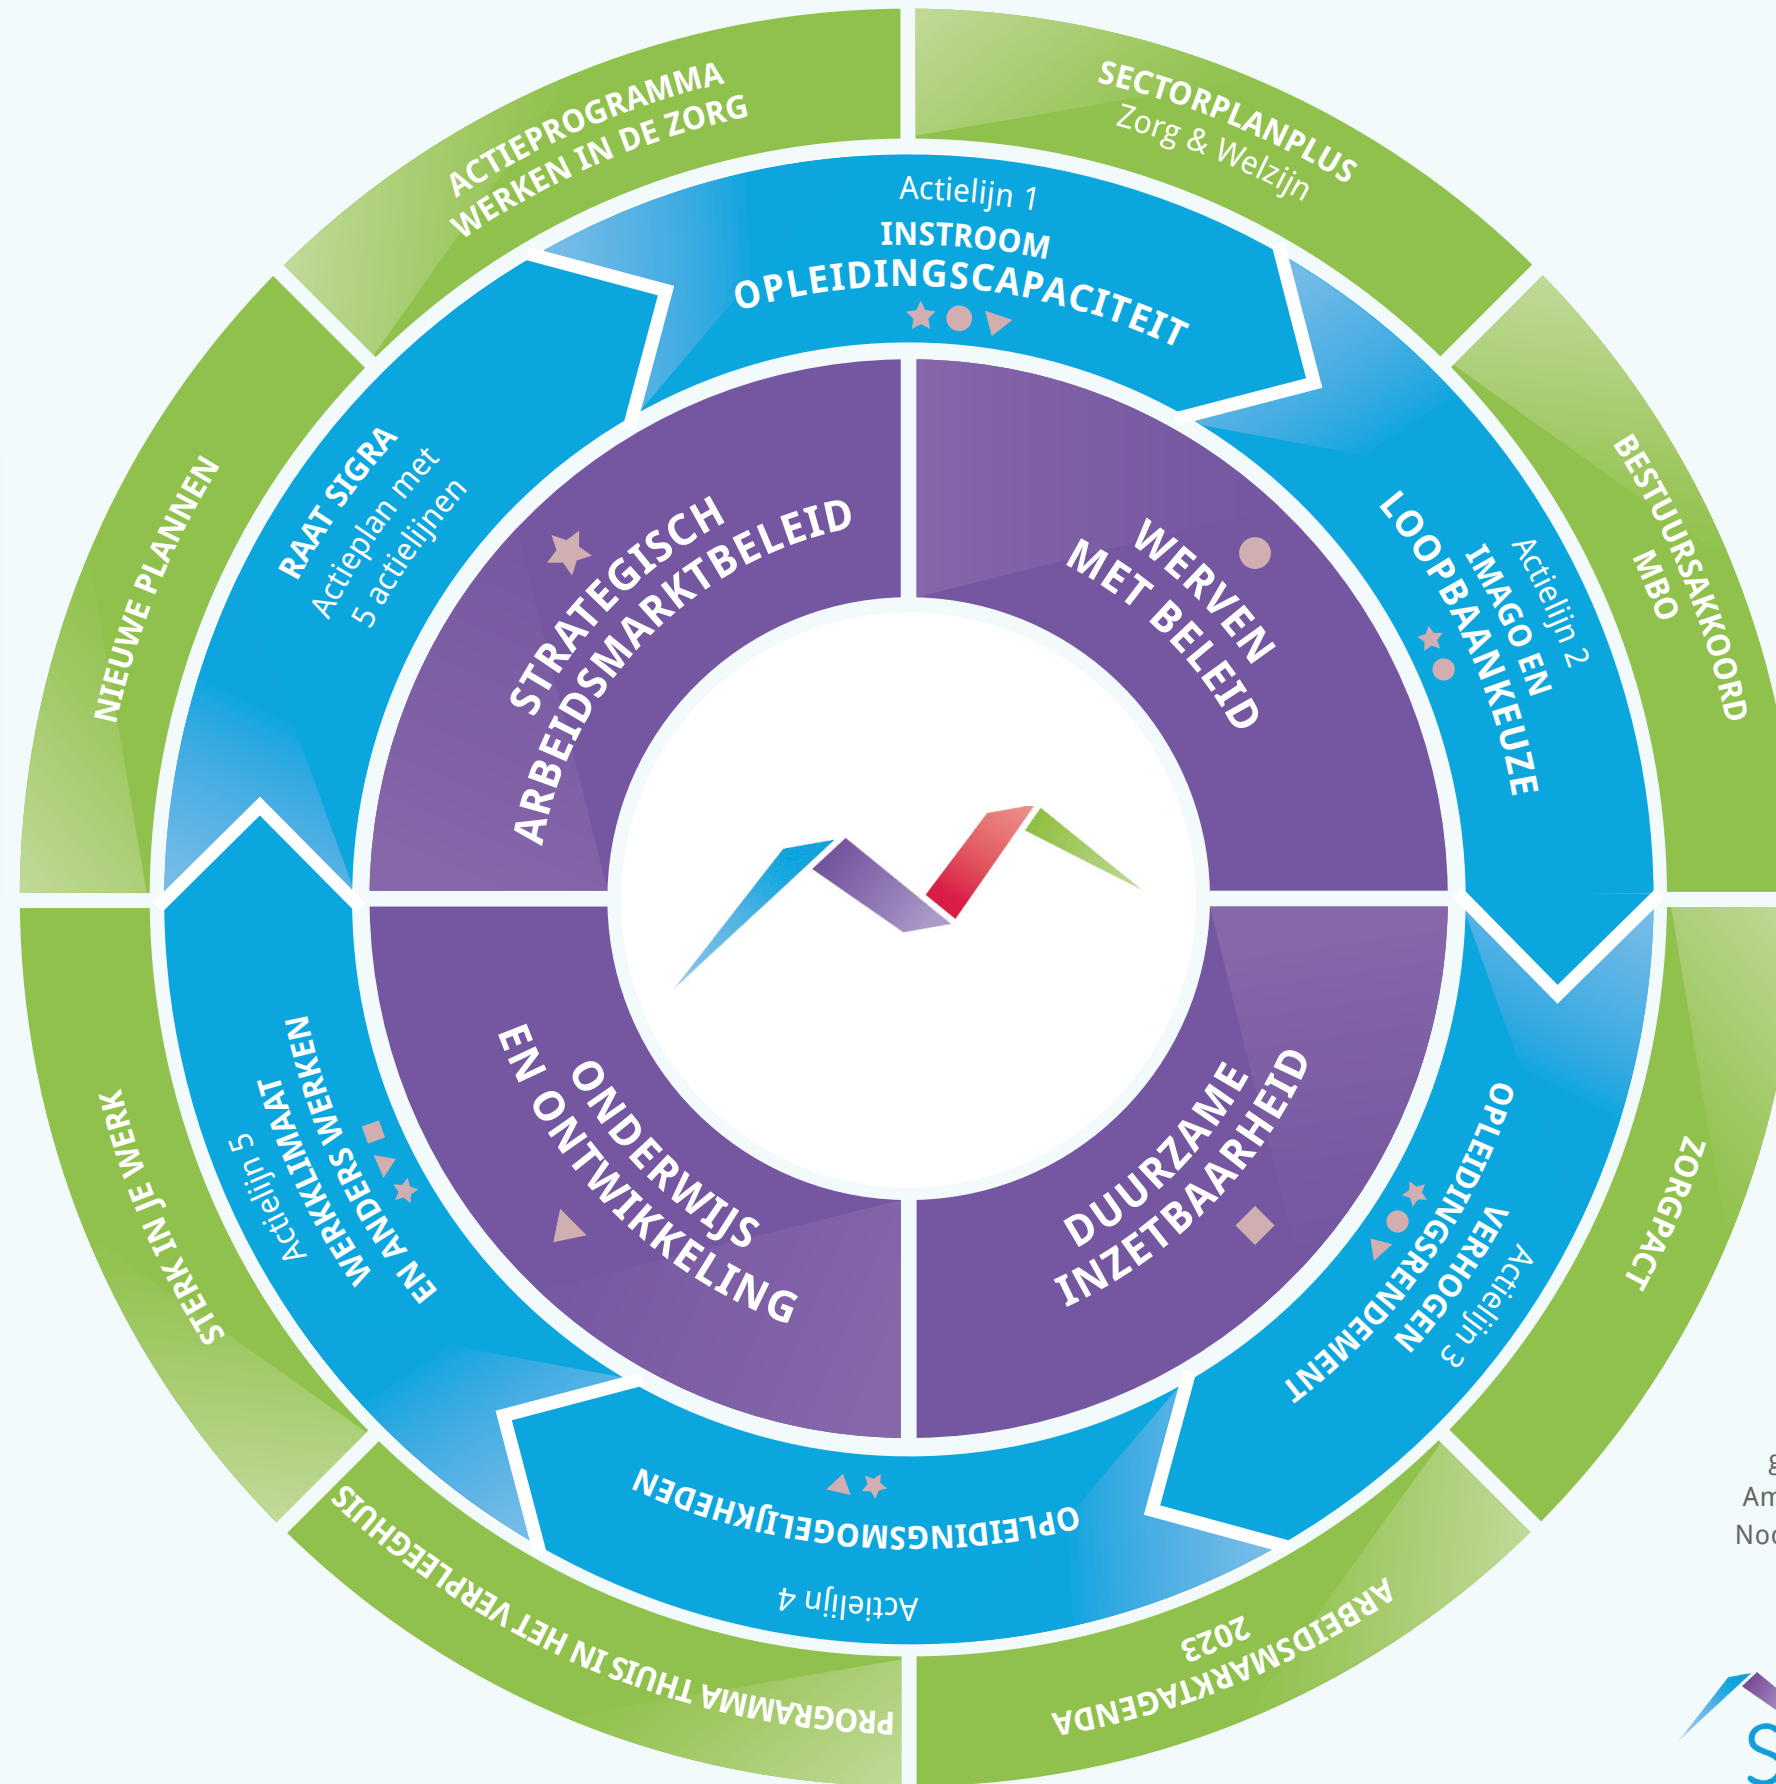 ACTIEPROGRAMMA
WERKEN IN DE ZORG
SECTORPLANPLUS
Zorg & Welzijn
BESTUURSAKKOORD
MBO
ZORGPACT
ARBEIDSMARKTAGENDA
2023
PROGRAMMA THUIS IN HET VERPLEEGHUIS
STERK IN JE WERK
NIEUWE PLANNEN
RAAT SIGRA
Actieplan met
5 actielijnen
Actielijn 1
INSTROOM
OPLEIDINGSCAPACITEIT
Actielijn 2
IMAGO EN
LOOPBAANKEUZE
Actielijn 3
VERHOGEN
OPLEIDINGSRENDEMENT
Actielijn 4
OPLEIDINGSMOGELIJKHEDEN
Actielijn 5
WERKKLIMAAT
EN ANDERS WERKEN
STRATEGISCH
ARBEIDSMARKTBELEID
WERVEN
MET BELEID
DUURZAME
INZETBAARHEID
ONDERWIJS
EN ONTWIKKELING